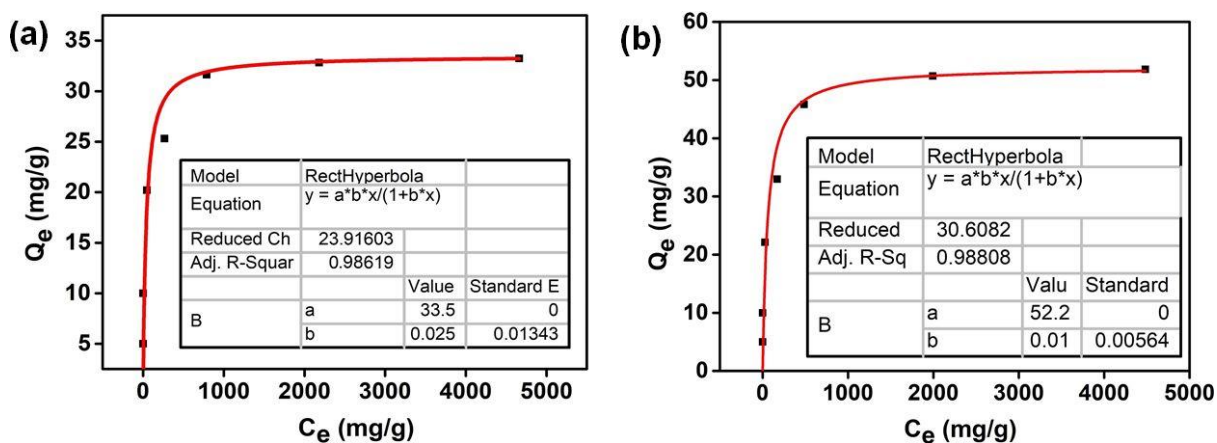 (a)
Qe (mg/g)
35
30
25
20
15
10
5
Model RectHyperbola
Equation y = a*b*x/(1+b*x)
Reduced Ch 23.91603
Adj. R-Squar 0.98619
Value Standard E
B a 33.5 0
b 0.025 0.01343
0 1000 2000 3000 4000 5000
Ce (mg/g)
(b)
Qe (mg/g)
60
50
40
30
20
10
0
Model RectHyperbola
Equation y = a*b*x/(1+b*x)
Reduced 30.6082
Adj. R-Sq 0.98808
Valu Standard
B a 52.2 0
b 0.01 0.00564
0 1000 2000 3000 4000 5000
Ce (mg/g)